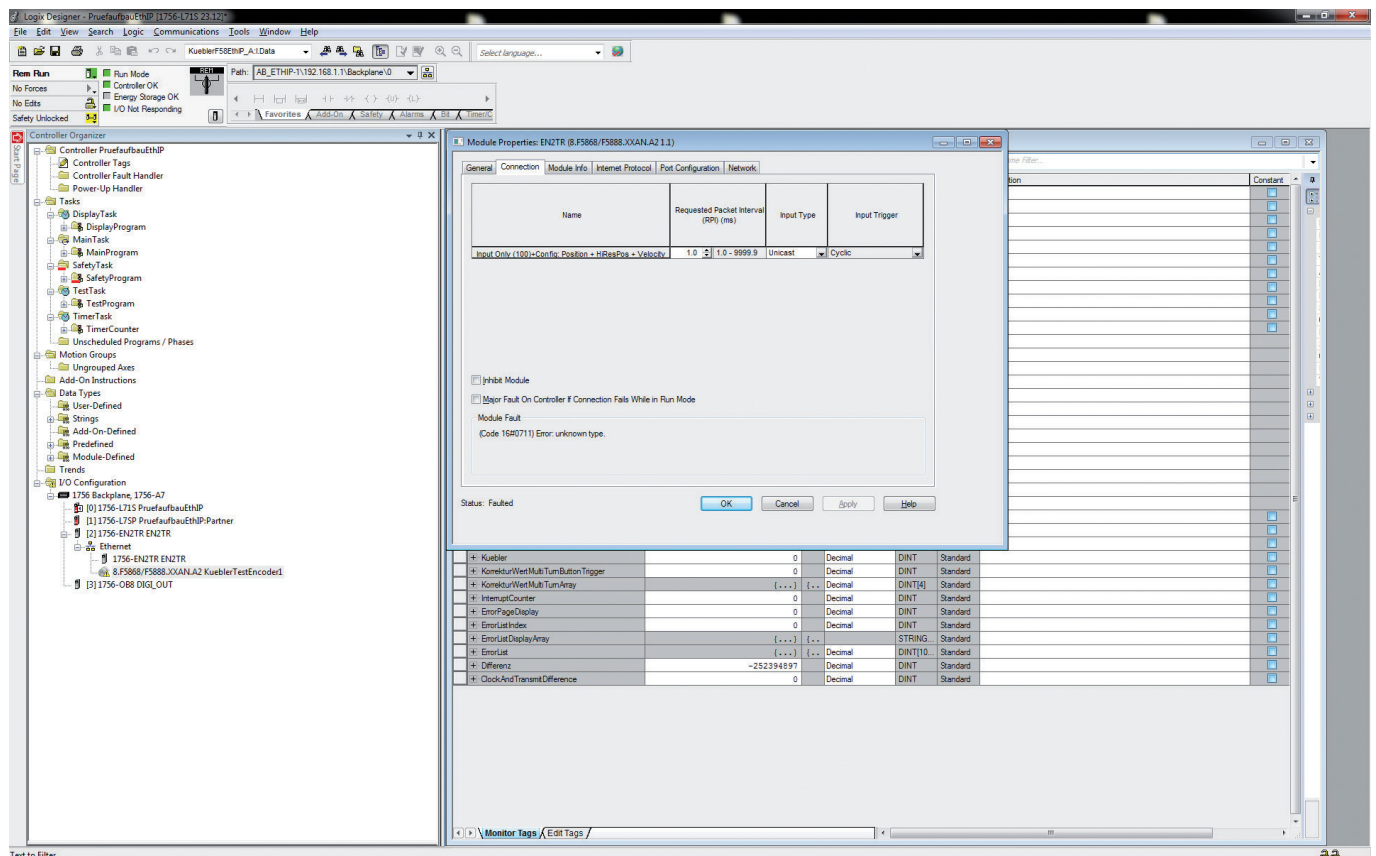 Logix Designer - PruefaufbauEthIP [1756-L71S 23.12]*
File Edit View Search Logic Communications Tools Window Help
KueblerF58EthIP_A:I.Data
Select language...
Rem Run
Run Mode
REM
Path: AB_ETHIP-1\192.168.1.1\Backplane\0
No Forces
Controller OK
No Edits
Energy Storage OK
Safety Unlocked
I/O Not Responding
Favorites Add-On Safety Alarms Bit Timer/C
Start Page
Controller Organizer
Controller PruefaufbauEthIP
Controller Tags
Controller Fault Handler
Power-Up Handler
Tasks
DisplayTask
DisplayProgram
MainTask
MainProgram
SafetyTask
SafetyProgram
TestTask
TestProgram
TimerTask
TimerCounter
Unscheduled Programs / Phases
Motion Groups
Ungrouped Axes
Add-On Instructions
Data Types
User-Defined
Strings
Add-On-Defined
Predefined
Module-Defined
Trends
I/O Configuration
1756 Backplane, 1756-A7
[0] 1756-L71S PruefaufbauEthIP
[1] 1756-L7SP PruefaufbauEthIP:Partner
[2] 1756-EN2TR EN2TR
Ethernet
1756-EN2TR EN2TR
8.F5868/F5888.XXAN.A2 KueblerTestEncoder1
[3] 1756-OB8 DIGI_OUT
Module Properties: EN2TR (8.F5868/F5888.XXAN.A2 1.1)
General Connection Module Info Internet Protocol Port Configuration Network
Name Requested Packet Interval (RPI) (ms) Input Type Input Trigger
Input Only (100)+Config: Position + HiResPos + Velocity 1.0 1.0 - 9999.9 Unicast Cyclic
Inhibit Module
Major Fault On Controller If Connection Fails While in Run Mode
Module Fault
(Code 16#0711) Error: unknown type.
Status: Faulted
OK Cancel Apply Help
me Filter...
tion Constant
Kuebler 0 Decimal DINT Standard
KorrekturWertMultiTurnButtonTrigger 0 Decimal DINT Standard
KorrekturWertMultiTurnArray {...} {.. Decimal DINT[4] Standard
InterruptCounter 0 Decimal DINT Standard
ErrorPageDisplay 0 Decimal DINT Standard
ErrorListIndex 0 Decimal DINT Standard
ErrorListDisplayArray {...} {.. STRING... Standard
ErrorList {...} {.. Decimal DINT[10... Standard
Differenz -252394897 Decimal DINT Standard
ClockAndTransmitDifference 0 Decimal DINT Standard
Monitor Tags Edit Tags
Text to Filter